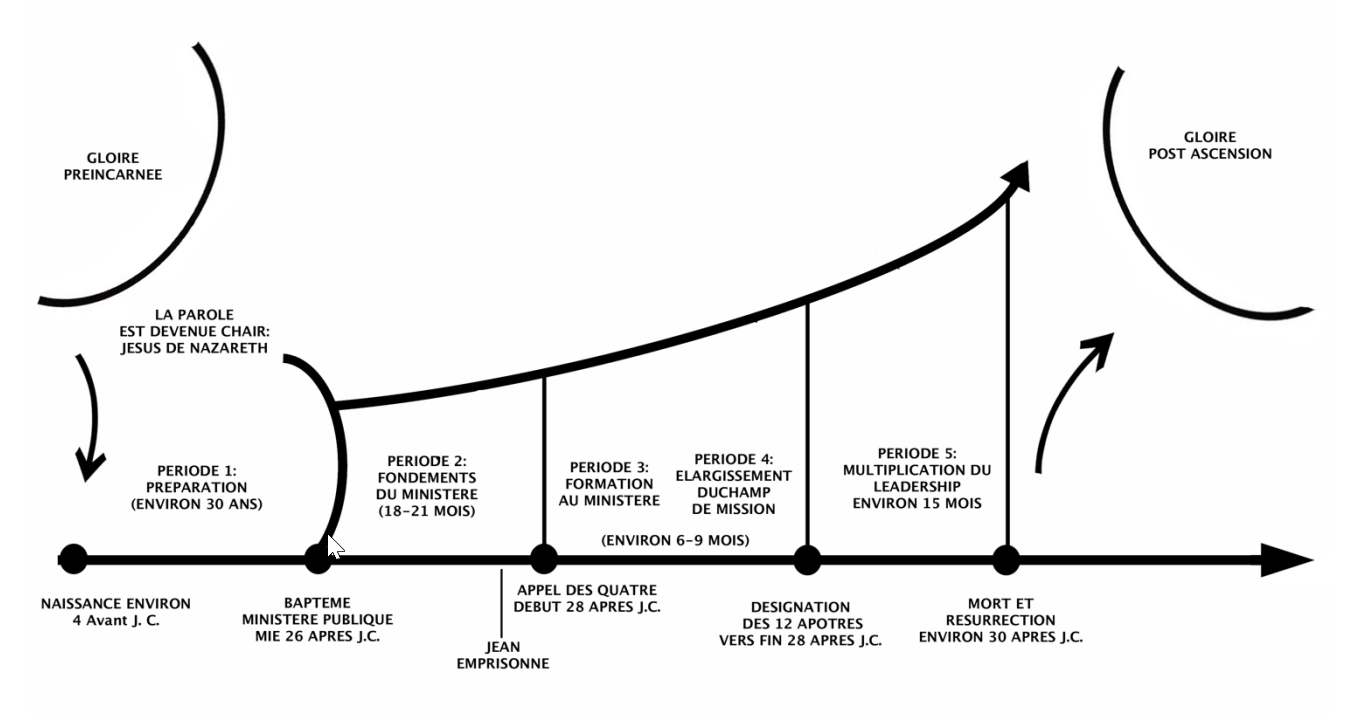 GLOIRE
PREINCARNEE
GLOIRE
POST ASCENSION
LA PAROLE
EST DEVENUE CHAIR:
JESUS DE NAZARETH
PERIODE 1:
PREPARATION
(ENVIRON 30 ANS)
PERIODE 2:
FONDEMENTS
DU MINISTERE
(18-21 MOIS)
PERIODE 3:
FORMATION
AU MINISTERE
PERIODE 4:
ELARGISSEMENT
DUCHAMP
DE MISSION
(ENVIRON 6-9 MOIS)
PERIODE 5:
MULTIPLICATION DU
LEADERSHIP
ENVIRON 15 MOIS
NAISSANCE ENVIRON
4 Avant J. C.
BAPTEME
MINISTERE PUBLIQUE
MIE 26 APRES J.C.
JEAN
EMPRISONNE
APPEL DES QUATRE
DEBUT 28 APRES J.C.
DESIGNATION
DES 12 APOTRES
VERS FIN 28 APRES J.C.
MORT ET
RESURRECTION
ENVIRON 30 APRES J.C.